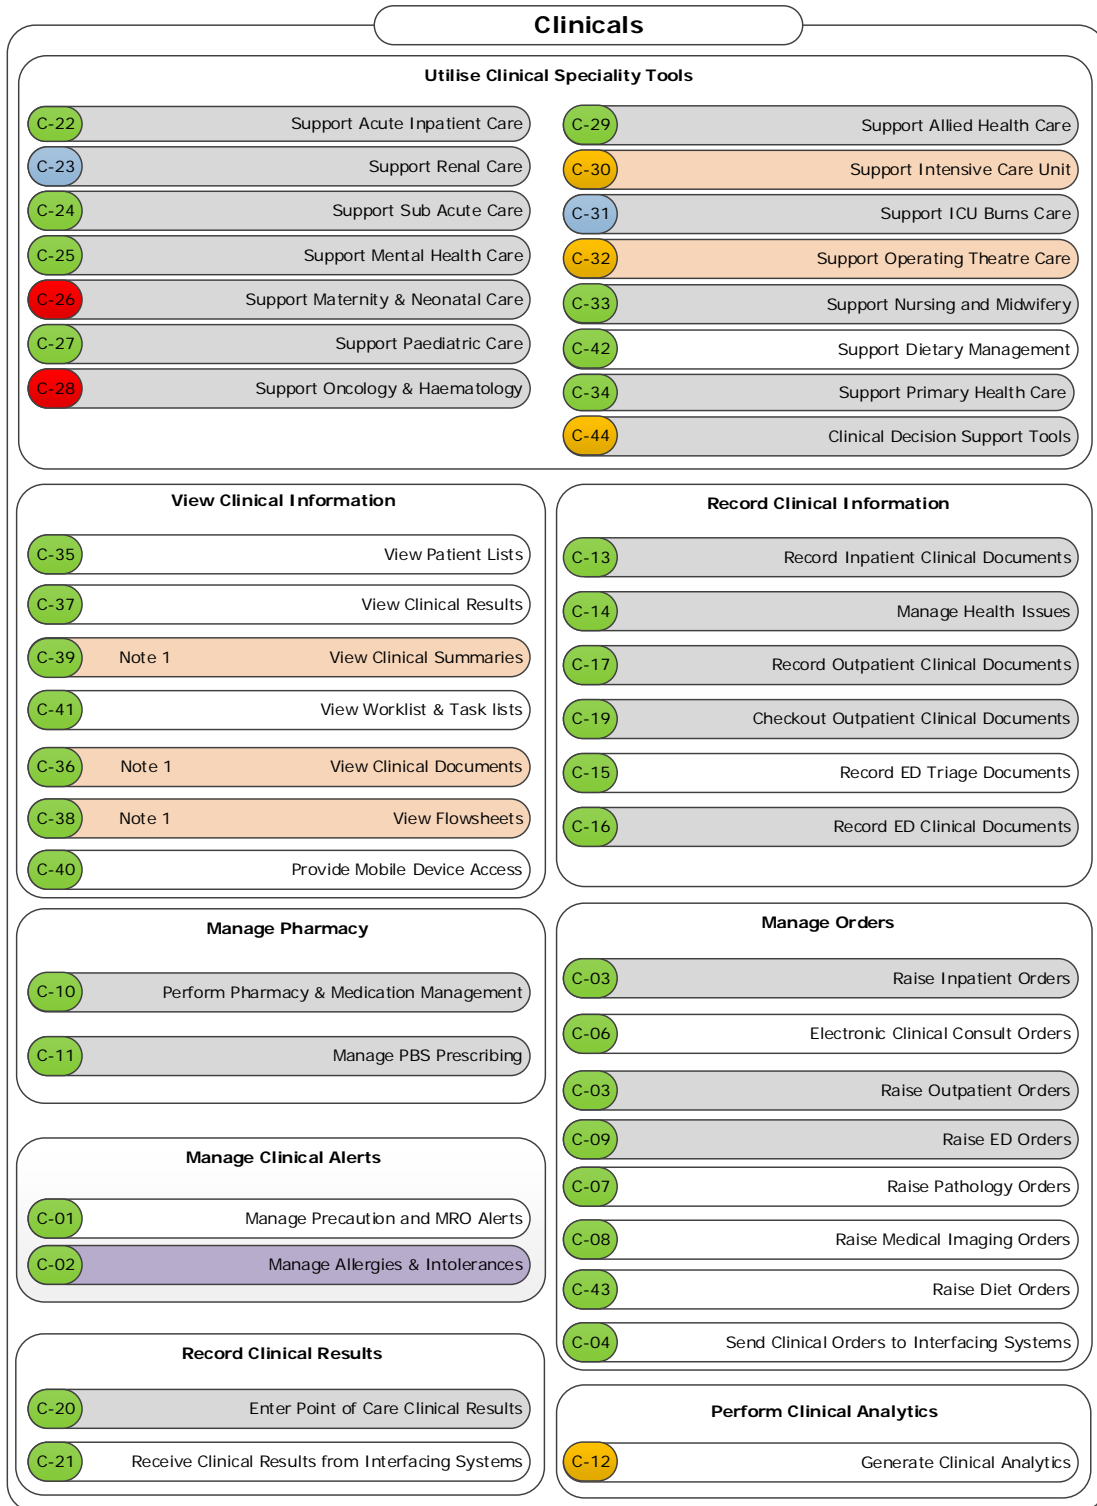 Clinicals
Utilise Clinical Speciality Tools
C-22 Support Acute Inpatient Care
C-23 Support Renal Care
C-24 Support Sub Acute Care
C-25 Support Mental Health Care
C-26 Support Maternity & Neonatal Care
C-27 Support Paediatric Care
C-28 Support Oncology & Haematology
C-29 Support Allied Health Care
C-30 Support Intensive Care Unit
C-31 Support ICU Burns Care
C-32 Support Operating Theatre Care
C-33 Support Nursing and Midwifery
C-42 Support Dietary Management
C-34 Support Primary Health Care
C-44 Clinical Decision Support Tools
View Clinical Information
C-35 View Patient Lists
C-37 View Clinical Results
C-39 Note 1 View Clinical Summaries
C-41 View Worklist & Task lists
C-36 Note 1 View Clinical Documents
C-38 Note 1 View Flowsheets
C-40 Provide Mobile Device Access
Record Clinical Information
C-13 Record Inpatient Clinical Documents
C-14 Manage Health Issues
C-17 Record Outpatient Clinical Documents
C-19 Checkout Outpatient Clinical Documents
C-15 Record ED Triage Documents
C-16 Record ED Clinical Documents
Manage Pharmacy
C-10 Perform Pharmacy & Medication Management
C-11 Manage PBS Prescribing
Manage Orders
C-03 Raise Inpatient Orders
C-06 Electronic Clinical Consult Orders
C-03 Raise Outpatient Orders
C-09 Raise ED Orders
C-07 Raise Pathology Orders
C-08 Raise Medical Imaging Orders
C-43 Raise Diet Orders
C-04 Send Clinical Orders to Interfacing Systems
Manage Clinical Alerts
C-01 Manage Precaution and MRO Alerts
C-02 Manage Allergies & Intolerances
Record Clinical Results
C-20 Enter Point of Care Clinical Results
C-21 Receive Clinical Results from Interfacing Systems
Perform Clinical Analytics
C-12 Generate Clinical Analytics